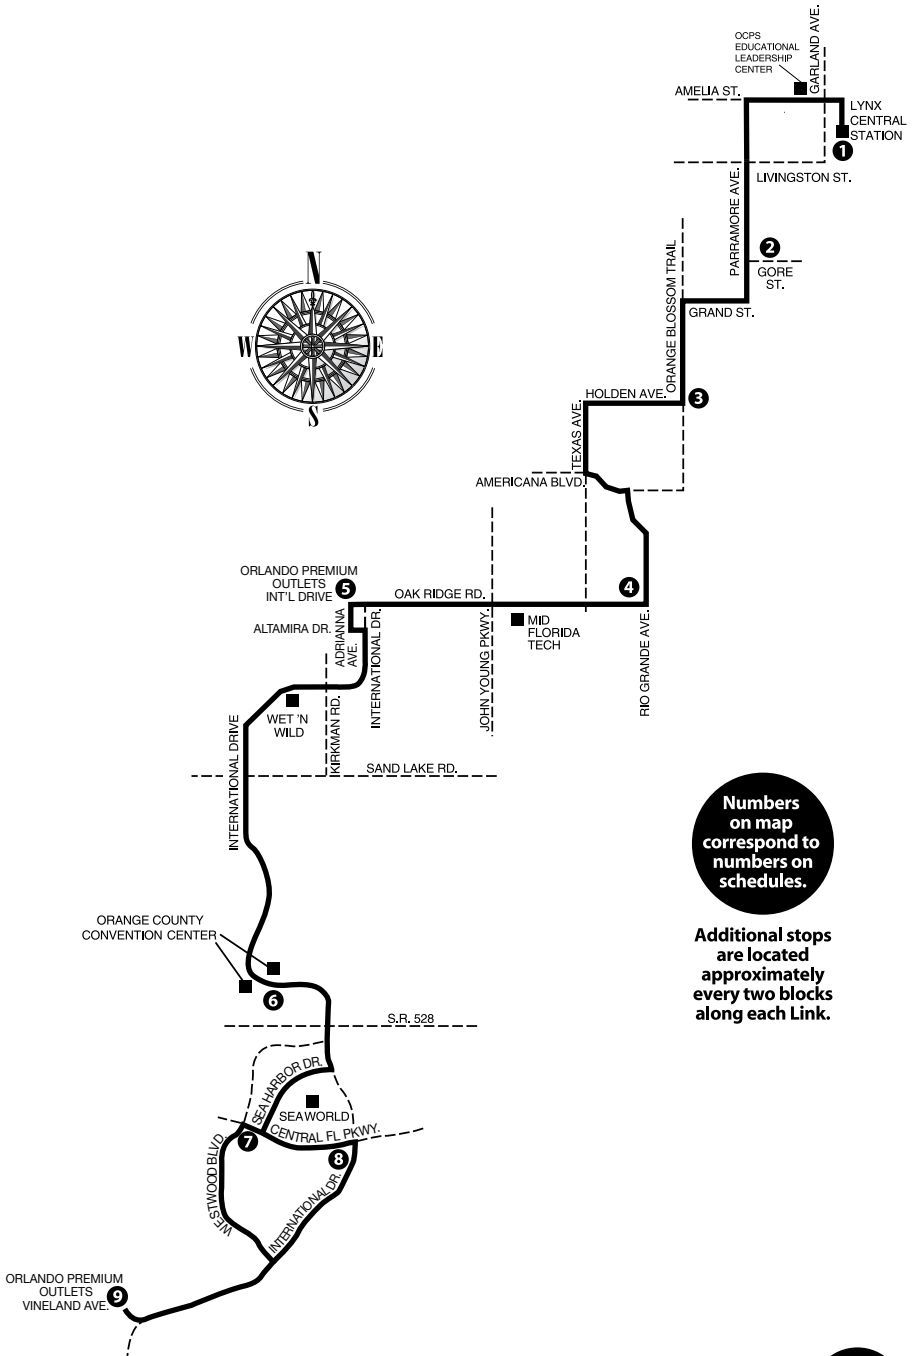 GARLAND AVE.
OCPS
EDUCATIONAL
LEADERSHIP
CENTER
AMELIA ST.
LYNX
CENTRAL
STATION
1
LIVINGSTON ST.
PARRAMORE AVE.
2
GORE
ST.
ORANGE BLOSSOM TRAIL
GRAND ST.
N
W
E
S
HOLDEN AVE.
3
TEXAS AVE.
AMERICANA BLVD.
ORLANDO PREMIUM
OUTLETS
INT'L DRIVE
5
OAK RIDGE RD.
4
ALTAMIRA DR.
ADRIANNA
AVE.
INTERNATIONAL DR.
JOHN YOUNG PKWY.
MID
FLORIDA
TECH
RIO GRANDE AVE.
WET 'N
WILD
KIRKMAN RD.
INTERNATIONAL DRIVE
SAND LAKE RD.
Numbers
on map
correspond to
numbers on
schedules.
Additional stops
are located
approximately
every two blocks
along each Link.
ORANGE COUNTY
CONVENTION CENTER
6
S.R. 528
SEA HARBOR DR.
SEA WORLD
7
CENTRAL FL PKWY.
8
WESTWOOD BLVD.
INTERNATIONAL DR.
ORLANDO PREMIUM
OUTLETS
VINELAND AVE.
9